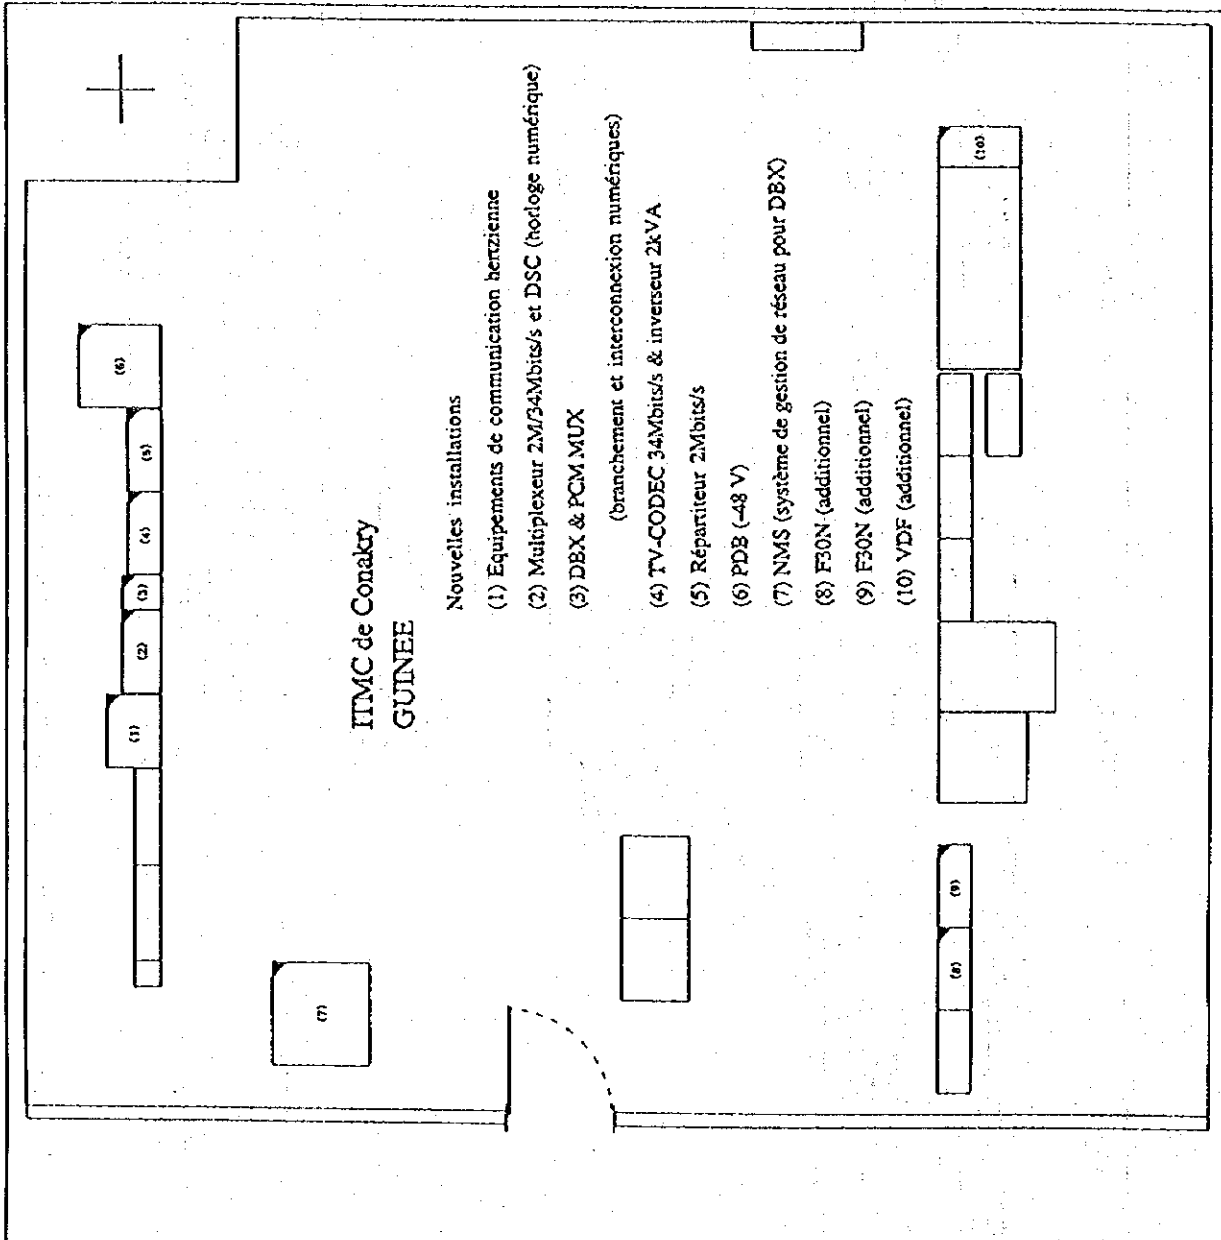 ITMC de Conakry
GUINEE
Nouvelles installations
(1) Equipements de communication hertzienne
(2) Multiplexeur 2M/34Mbits/s et DSC (horloge numérique)
(3) DBX & PCM MUX
(branchement et interconnexion numériques)
(4) TV-CODEC 34Mbits/s & inverseur 2kVA
(5) Répartiteur 2Mbits/s
(6) PDB (-48 V)
(7) NMS (système de gestion de réseau pour DBX)
(8) F30N (additionnel)
(9) F30N (additionnel)
(10) VDF (additionnel)
(1)
(2)
(3)
(4)
(5)
(6)
(7)
(8)
(9)
(10)